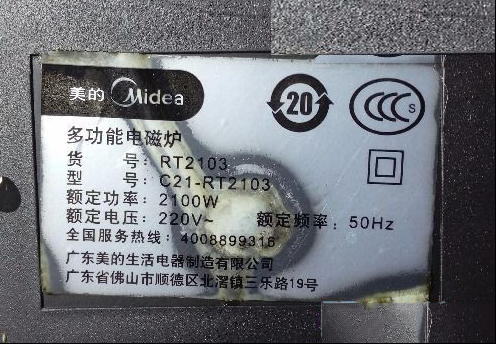 美的 Midea
20
CCC S
多功能电磁炉
货 号: RT2103
型 号: C21-RT2103
额定功率: 2100W
额定电压: 220V~ 额定频率: 50Hz
全国服务热线: 4008899315
广东美的生活电器制造有限公司
广东省佛山市顺德区北滘镇三乐路19号